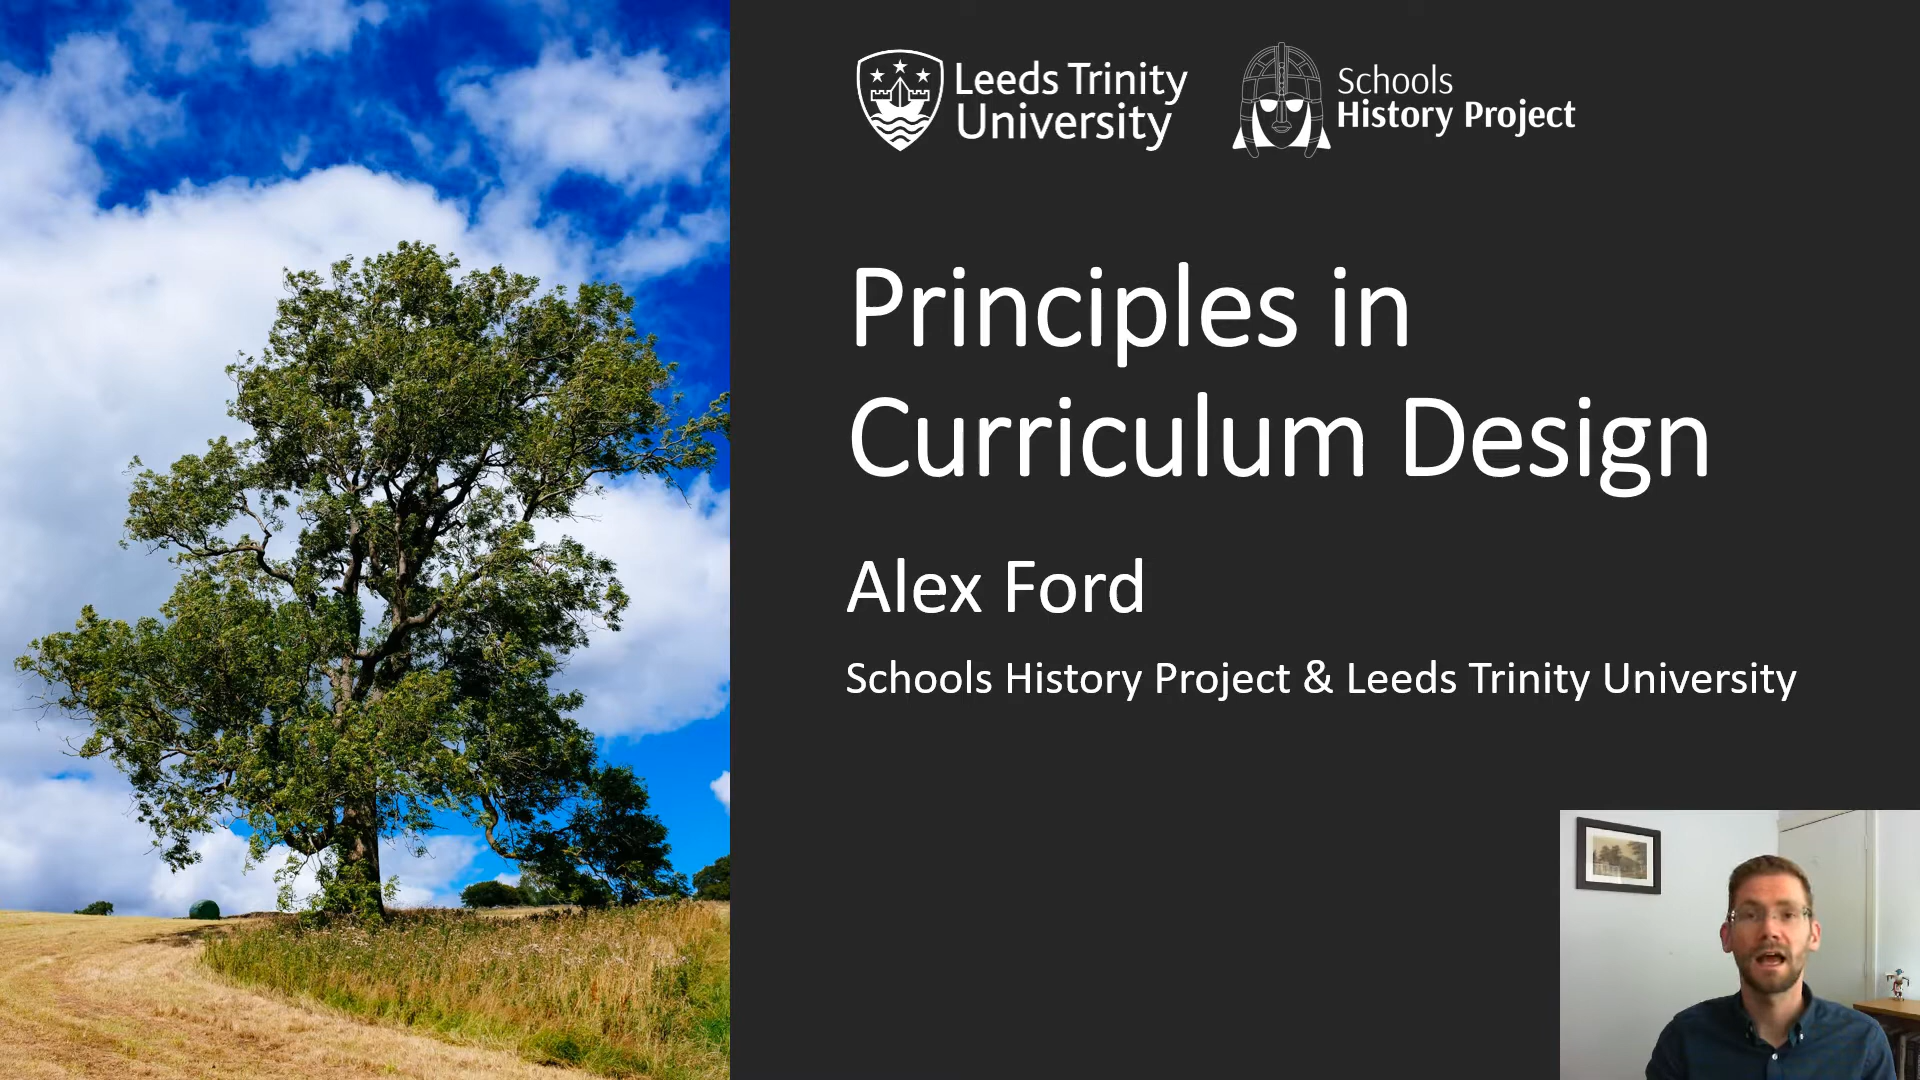 Leeds Trinity
University
Schools
History Project
Principles in
Curriculum Design
Alex Ford
Schools History Project & Leeds Trinity University